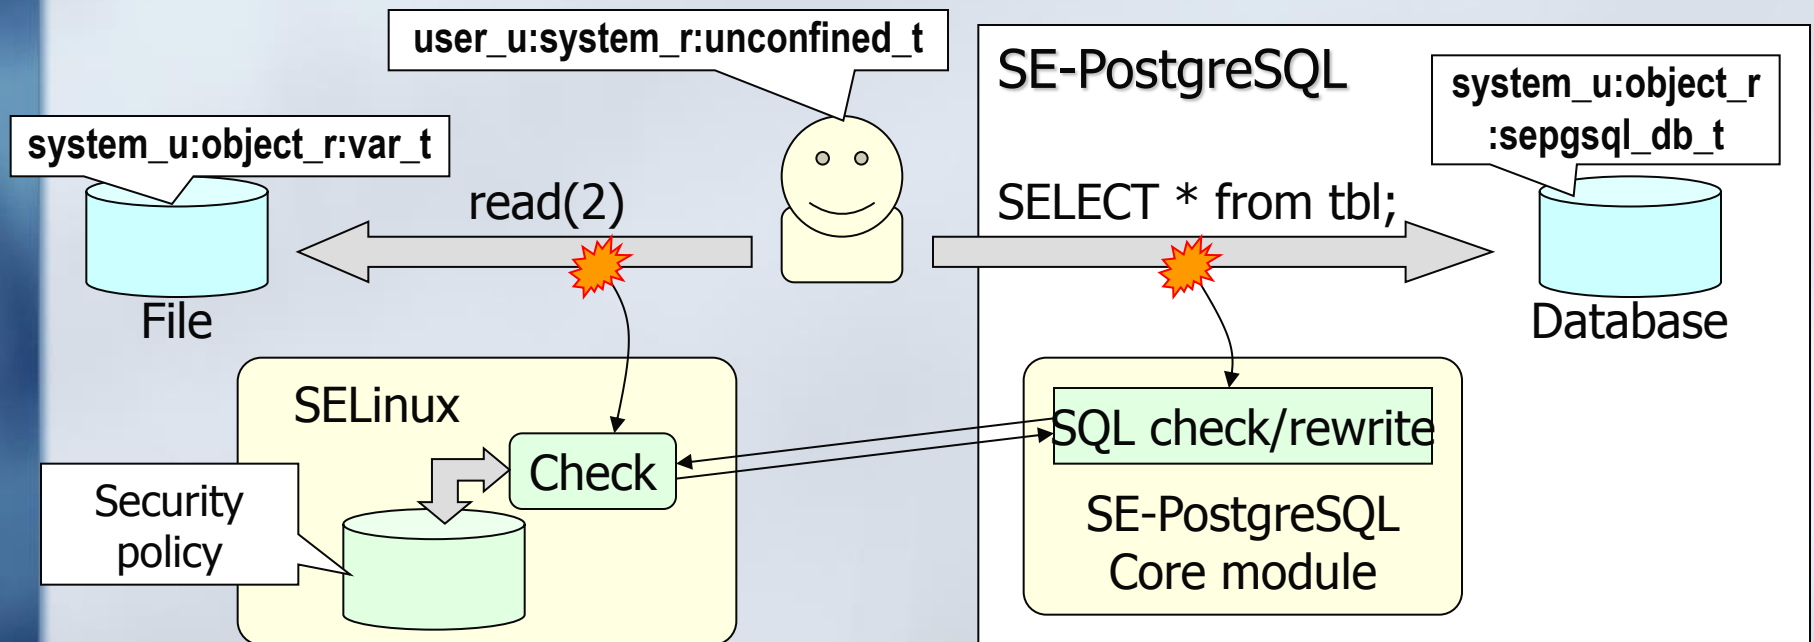 user_u:system_r:unconfined_t
SE-PostgreSQL
system_u:object_r
:sepgsql_db_t
system_u:object_r:var_t
read(2)
SELECT * from tbl;
File
Database
SELinux
Check
SQL check/rewrite
Security
policy
SE-PostgreSQL
Core module